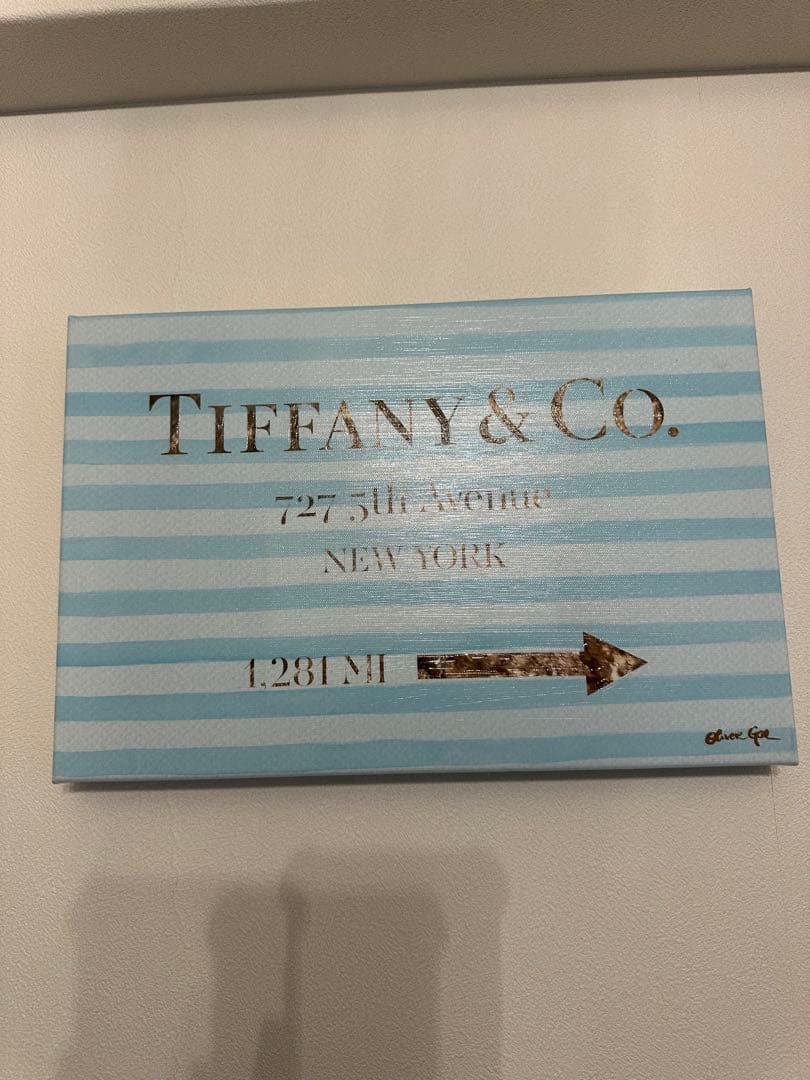 TIFFANY & CO.
727 5th Avenue
NEW YORK
1,281 MI
Oliver Gal